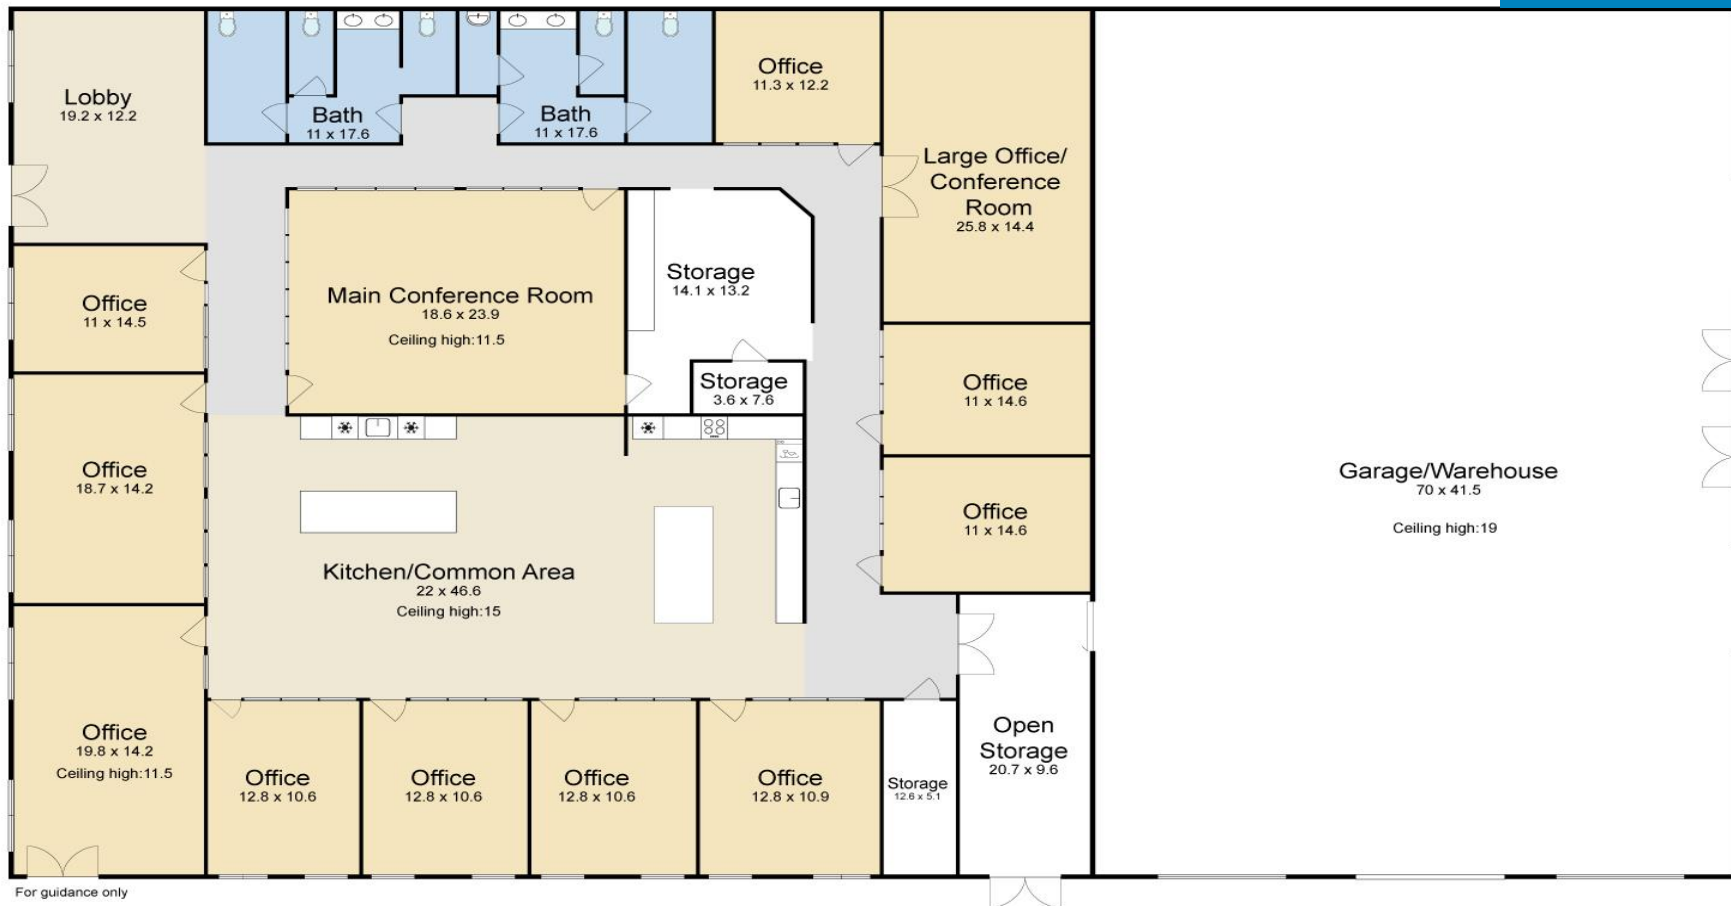 Lobby
19.2 x 12.2
Bath
11 x 17.6
Bath
11 x 17.6
Office
11.3 x 12.2
Large Office/
Conference
Room
25.8 x 14.4
Office
11 x 14.5
Main Conference Room
18.6 x 23.9
Ceiling high:11.5
Storage
14.1 x 13.2
Storage
3.6 x 7.6
Office
11 x 14.6
Office
18.7 x 14.2
Office
11 x 14.6
Garage/Warehouse
70 x 41.5
Ceiling high:19
Kitchen/Common Area
22 x 46.6
Ceiling high:15
Office
19.8 x 14.2
Ceiling high:11.5
Office
12.8 x 10.6
Office
12.8 x 10.6
Office
12.8 x 10.6
Office
12.8 x 10.9
Storage
12.6 x 5.1
Open
Storage
20.7 x 9.6
For guidance only